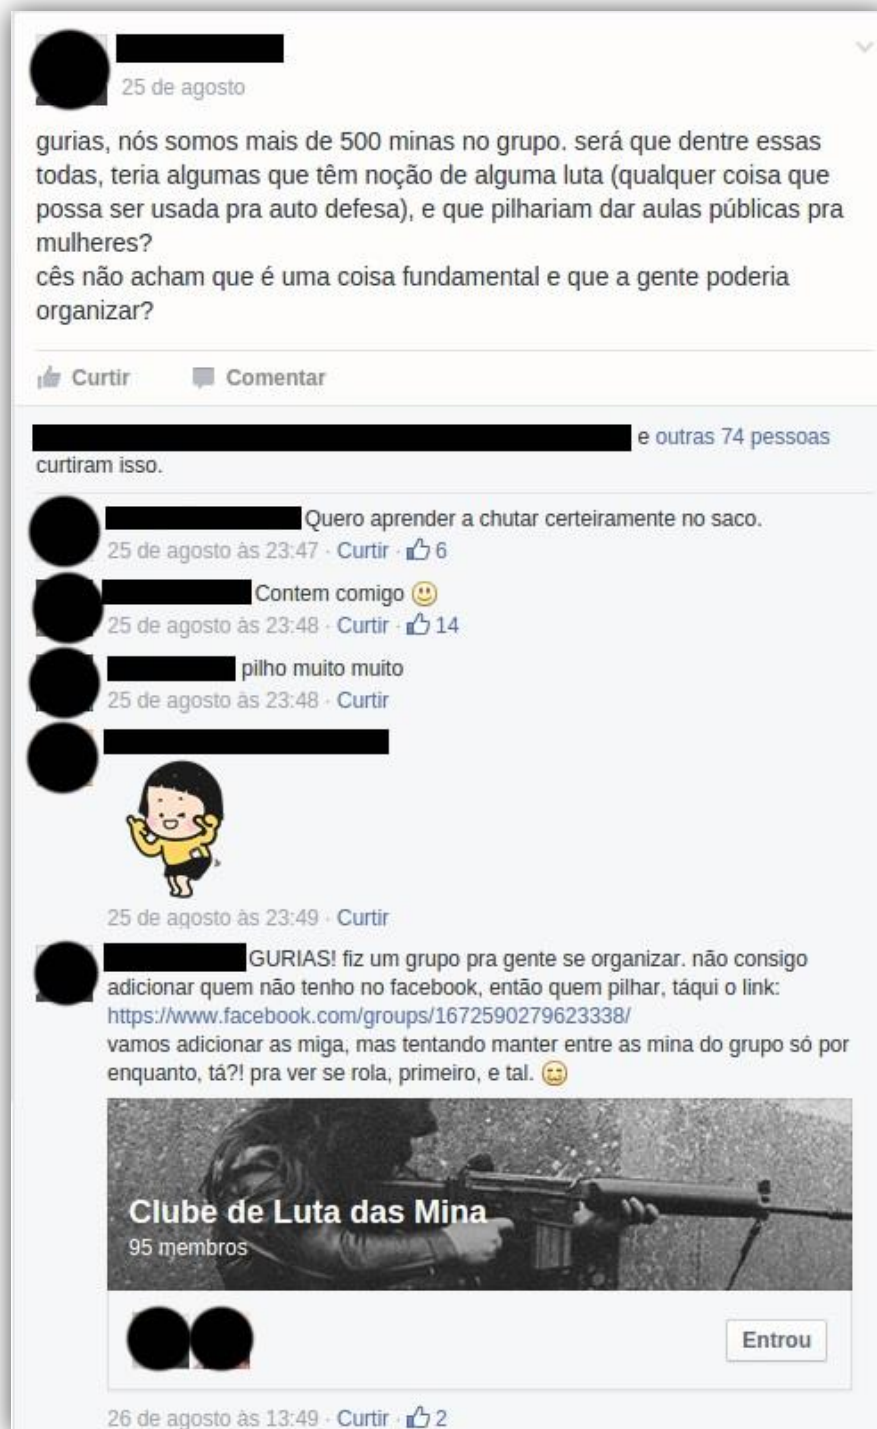 25 de agosto
gurias, nós somos mais de 500 minas no grupo. será que dentre essas
todas, teria algumas que têm noção de alguma luta (qualquer coisa que
possa ser usada pra auto defesa), e que pilhariam dar aulas públicas pra
mulheres?
cês não acham que é uma coisa fundamental e que a gente poderia
organizar?
Curtir Comentar
e outras 74 pessoas
curtiram isso.
Quero aprender a chutar certeiramente no saco.
25 de agosto às 23:47 · Curtir · 6
Contem comigo
25 de agosto às 23:48 · Curtir · 14
pilho muito muito
25 de agosto às 23:48 · Curtir
25 de agosto às 23:49 · Curtir
GURIAS! fiz um grupo pra gente se organizar. não consigo
adicionar quem não tenho no facebook, então quem pilhar, táqui o link:
https://www.facebook.com/groups/1672590279623338/
vamos adicionar as miga, mas tentando manter entre as mina do grupo só por
enquanto, tá?! pra ver se rola, primeiro, e tal.
Clube de Luta das Mina
95 membros
Entrou
26 de agosto às 13:49 · Curtir · 2